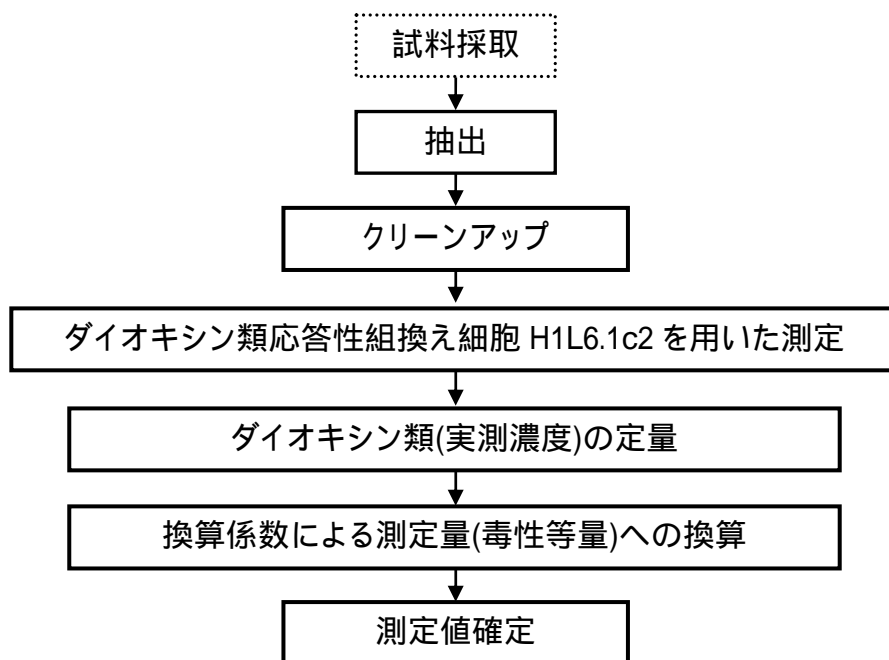 試料採取
抽出
クリーンアップ
ダイオキシン類応答性組換え細胞 H1L6.1c2 を用いた測定
ダイオキシン類(実測濃度)の定量
換算係数による測定量(毒性等量)への換算
測定値確定